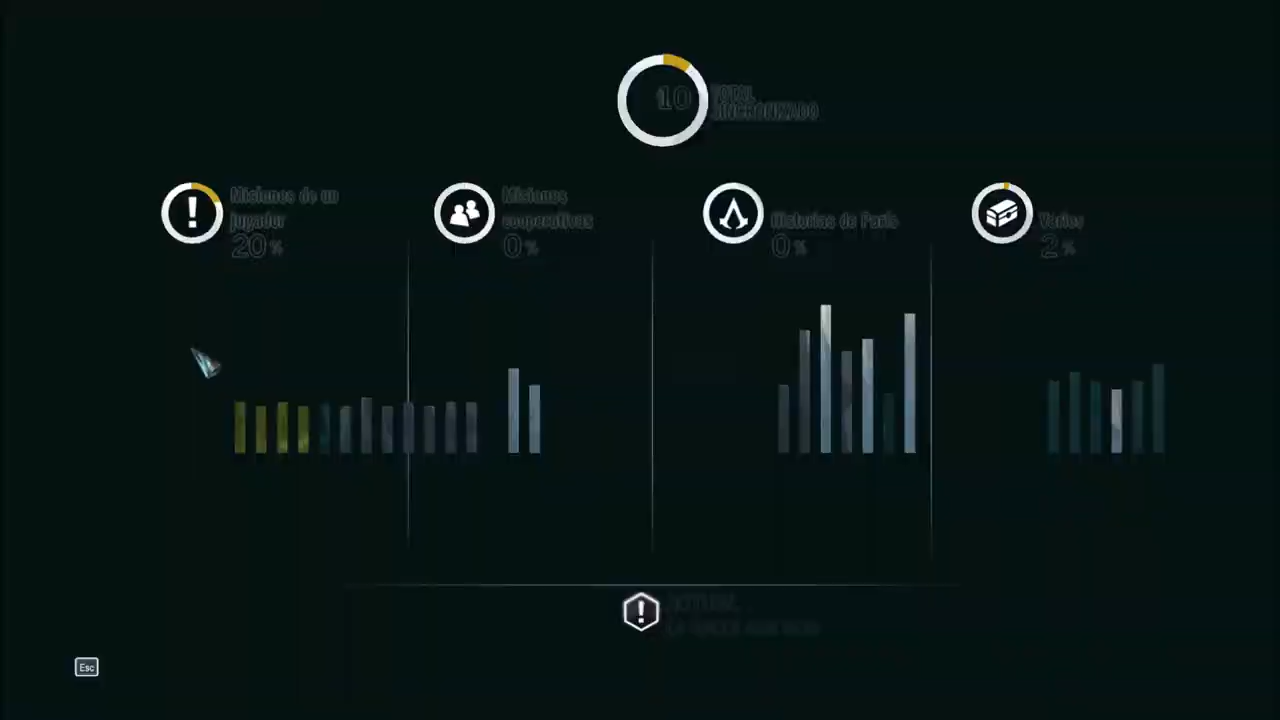 10
TOTAL
SINCRONIZADO
Misiones de un
jugador
20 %
Misiones
cooperativas
0 %
Historias de París
0 %
Varios
2 %
Esc